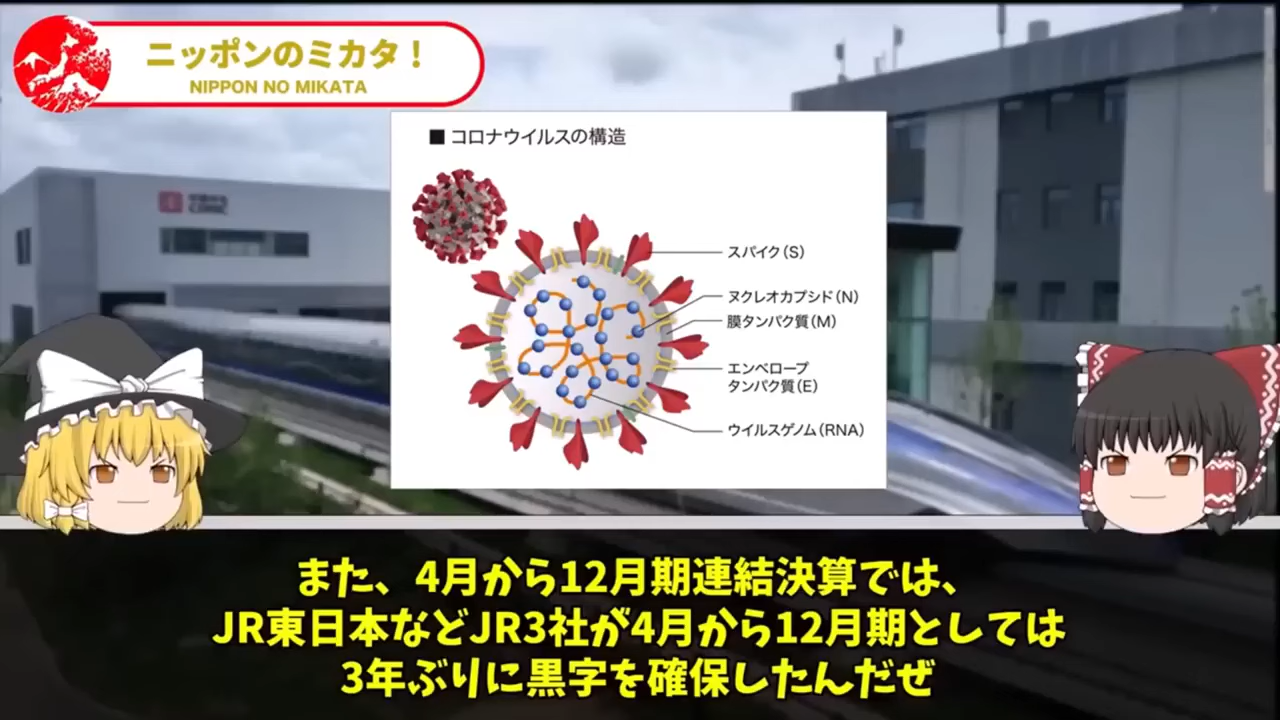 ニッポンのミカタ！
NIPPON NO MIKATA
■ コロナウイルスの構造
スパイク(S)
ヌクレオカプシド(N)
膜タンパク質(M)
エンベロープ
タンパク質(E)
ウイルスゲノム(RNA)
また、4月から12月期連結決算では、
JR東日本などJR3社が4月から12月期としては
3年ぶりに黒字を確保したんだぜ